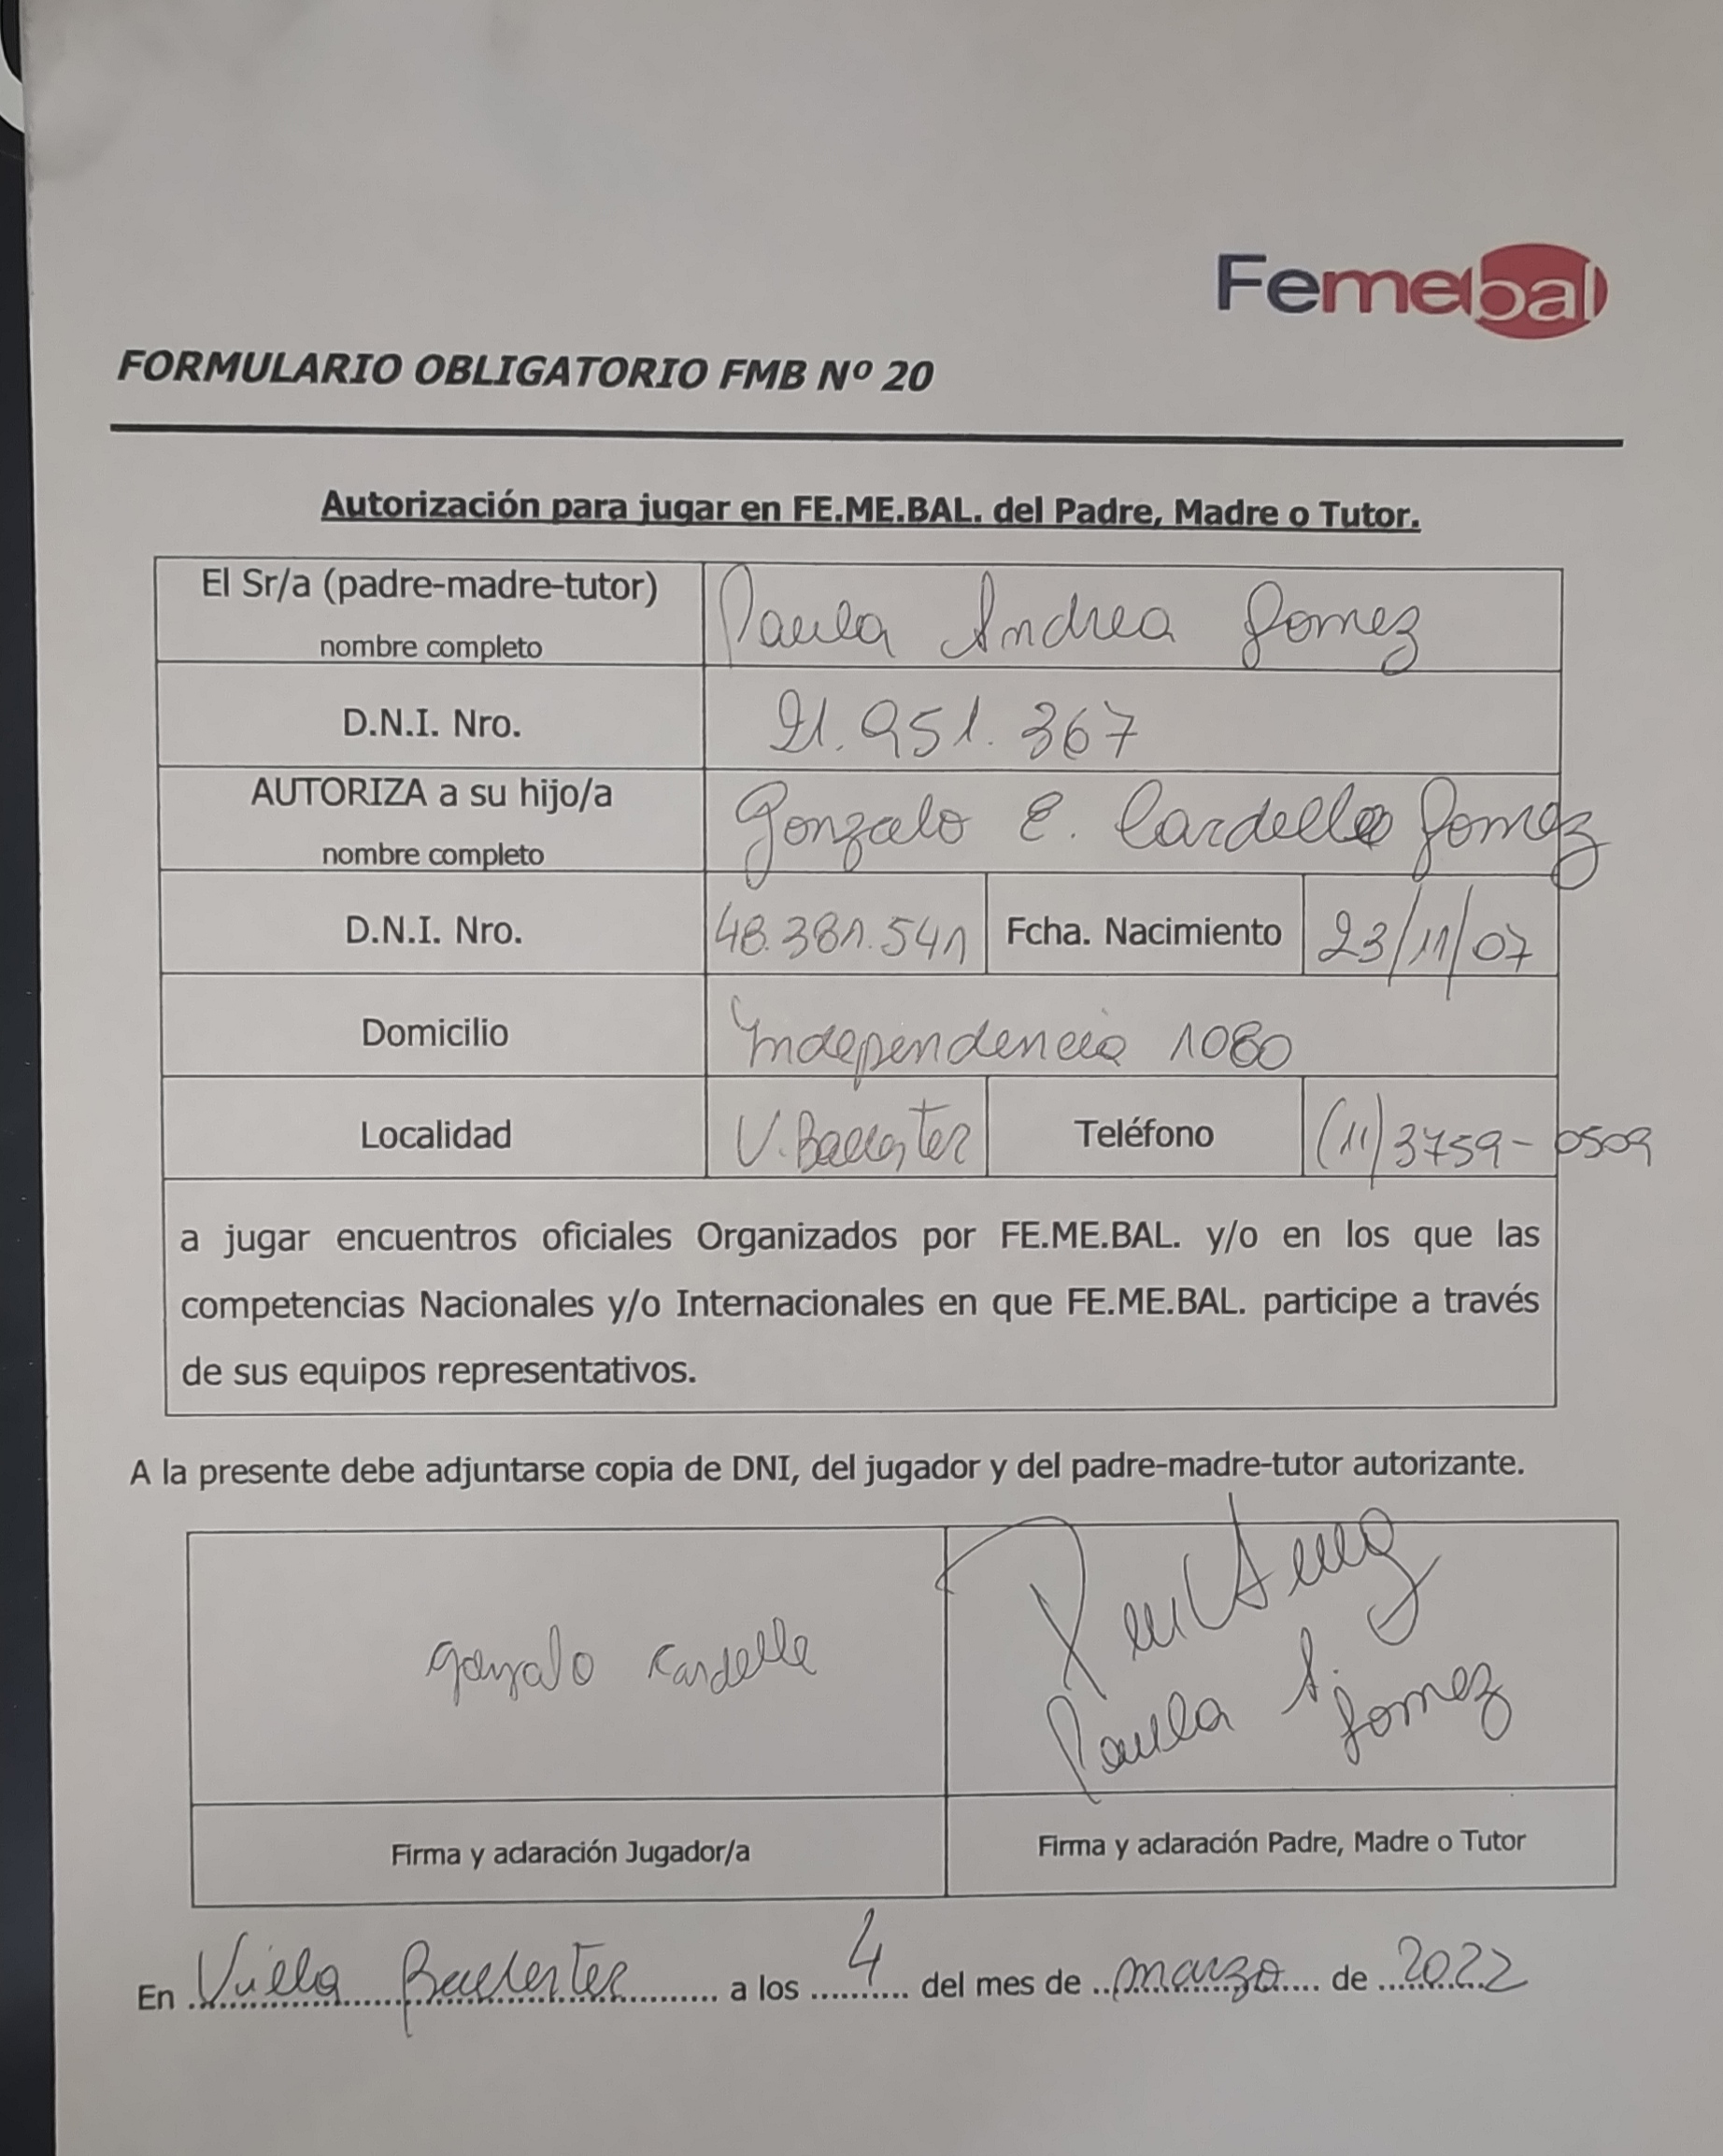 Femebal
FORMULARIO OBLIGATORIO FMB Nº 20
Autorización para jugar en FE.ME.BAL. del Padre, Madre o Tutor.
El Sr/a (padre-madre-tutor)
nombre completo
Paula Andrea Gomez
D.N.I. Nro.
21.951.367
AUTORIZA a su hijo/a
nombre completo
Gonzalo E. Cardelle Gomez
D.N.I. Nro.
48.381.541
Fcha. Nacimiento
23/11/07
Domicilio
Independencia 1080
Localidad
V. Ballester
Teléfono
(11) 3759-0509
a jugar encuentros oficiales Organizados por FE.ME.BAL. y/o en los que las
competencias Nacionales y/o Internacionales en que FE.ME.BAL. participe a través
de sus equipos representativos.
A la presente debe adjuntarse copia de DNI, del jugador y del padre-madre-tutor autorizante.
Gonzalo Cardelle
Paula A. Gomez
Firma y aclaración Jugador/a
Firma y aclaración Padre, Madre o Tutor
En Villa Ballester a los 4 del mes de marzo de 2022